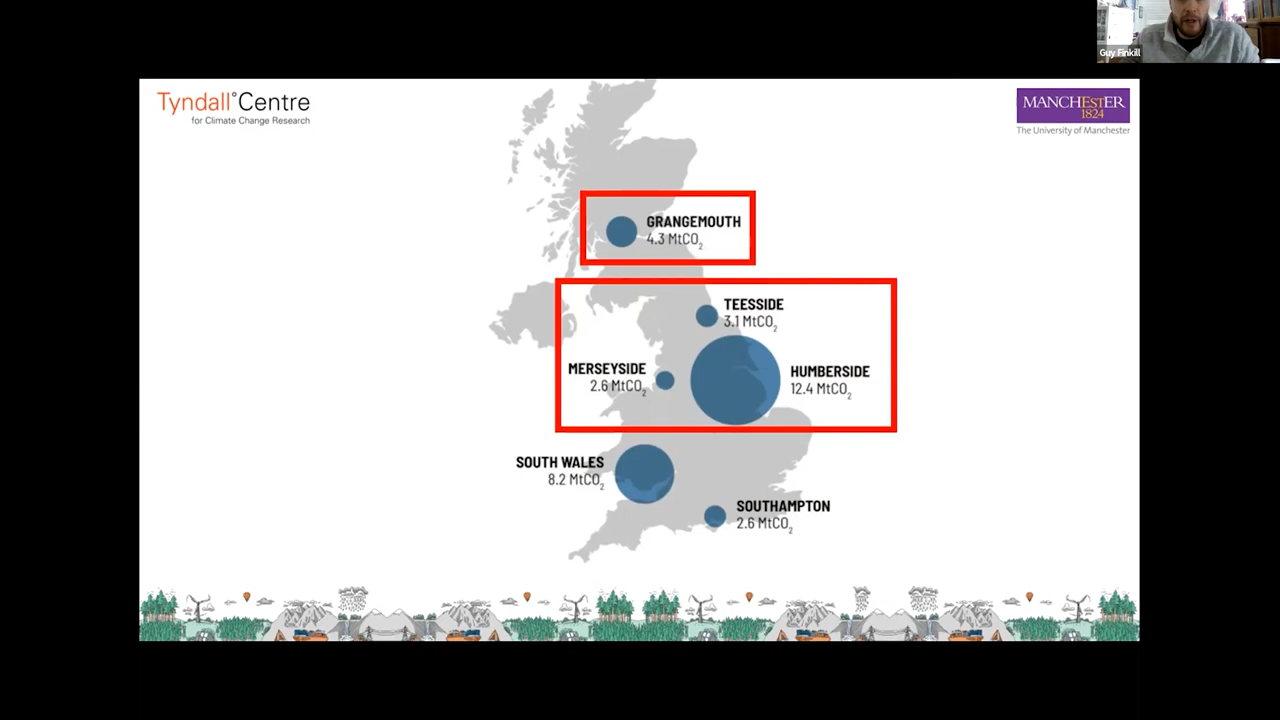 Guy Finkill
Tyndall°Centre
for Climate Change Research
MANCHESTER
1824
The University of Manchester
GRANGEMOUTH
4.3 MtCO₂
TEESSIDE
3.1 MtCO₂
MERSEYSIDE
2.6 MtCO₂
HUMBERSIDE
12.4 MtCO₂
SOUTH WALES
8.2 MtCO₂
SOUTHAMPTON
2.6 MtCO₂